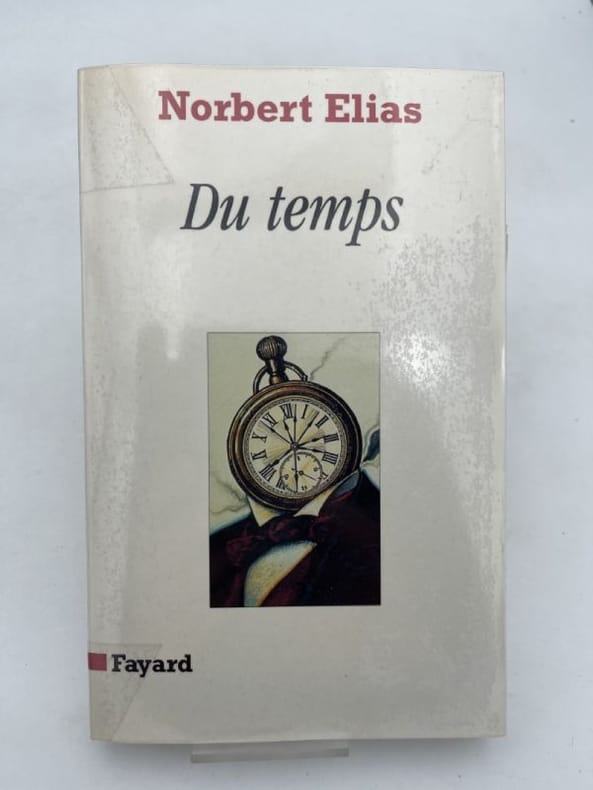 Norbert Elias
Du temps
Fayard